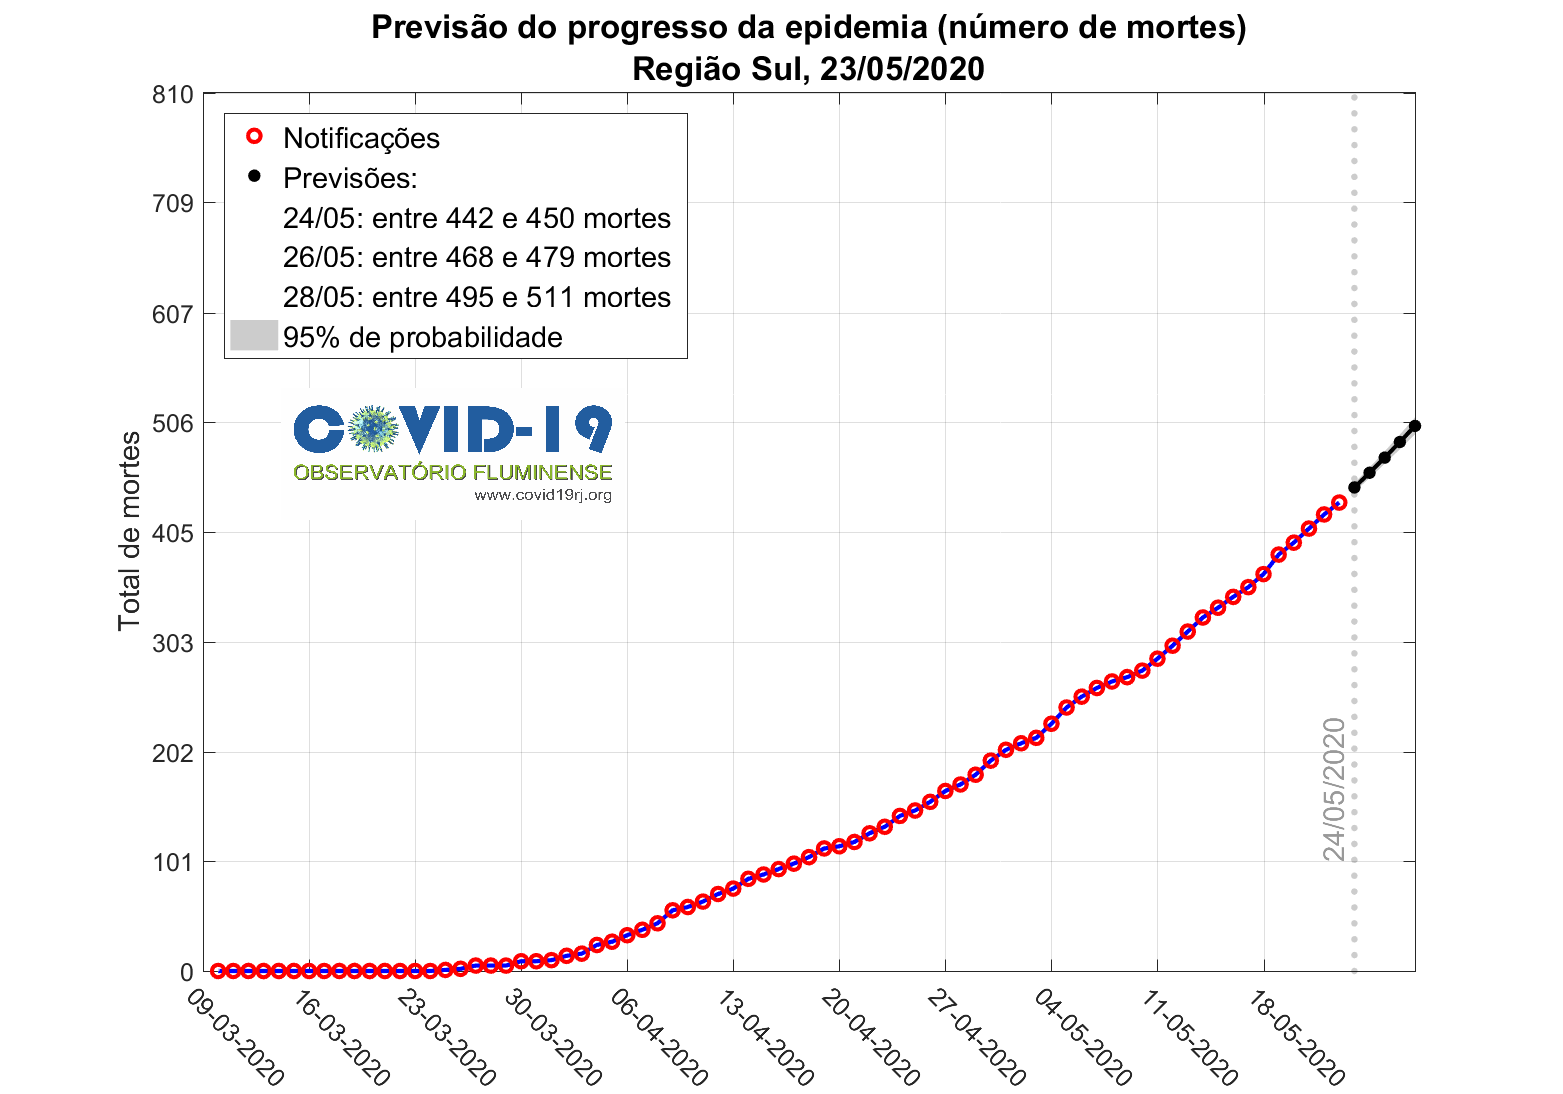 Previsão do progresso da epidemia (número de mortes)
Região Sul, 23/05/2020
810
709
607
506
405
303
202
101
0
Total de mortes
Notificações
Previsões:
24/05: entre 442 e 450 mortes
26/05: entre 468 e 479 mortes
28/05: entre 495 e 511 mortes
95% de probabilidade
COVID-19
OBSERVATÓRIO FLUMINENSE
www.covid19rj.org
24/05/2020
09-03-2020
16-03-2020
23-03-2020
30-03-2020
06-04-2020
13-04-2020
20-04-2020
27-04-2020
04-05-2020
11-05-2020
18-05-2020